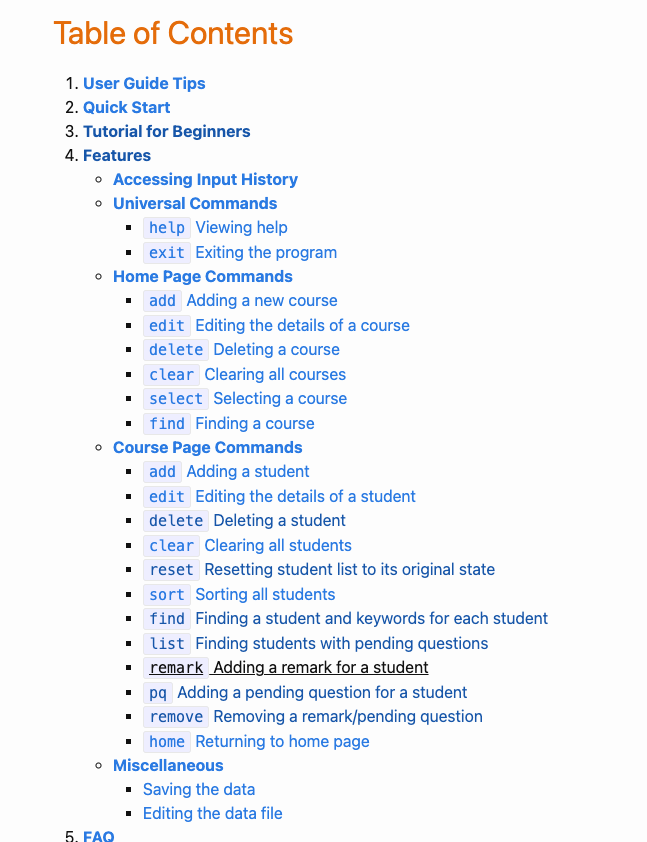 Table of Contents
1. User Guide Tips
2. Quick Start
3. Tutorial for Beginners
4. Features
Accessing Input History
Universal Commands
help Viewing help
exit Exiting the program
Home Page Commands
add Adding a new course
edit Editing the details of a course
delete Deleting a course
clear Clearing all courses
select Selecting a course
find Finding a course
Course Page Commands
add Adding a student
edit Editing the details of a student
delete Deleting a student
clear Clearing all students
reset Resetting student list to its original state
sort Sorting all students
find Finding a student and keywords for each student
list Finding students with pending questions
remark Adding a remark for a student
pq Adding a pending question for a student
remove Removing a remark/pending question
home Returning to home page
Miscellaneous
Saving the data
Editing the data file
5. FAQ